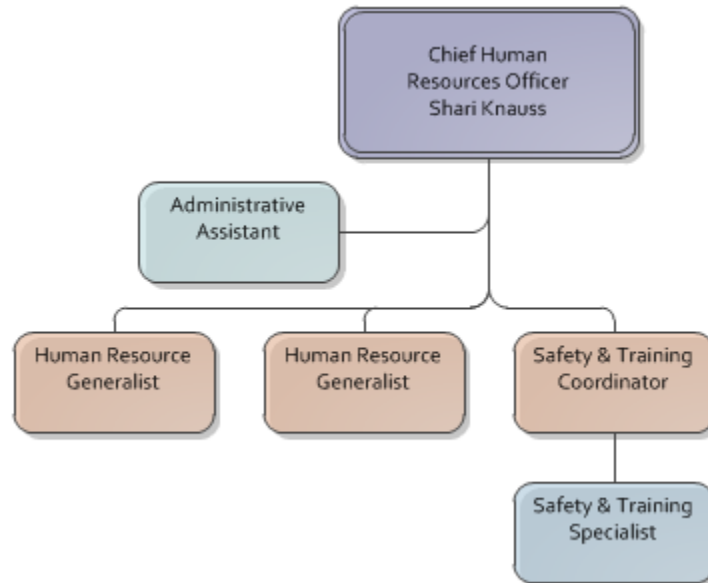 Chief Human
Resources Officer
Shari Knauss
Administrative
Assistant
Human Resource
Generalist
Human Resource
Generalist
Safety & Training
Coordinator
Safety & Training
Specialist